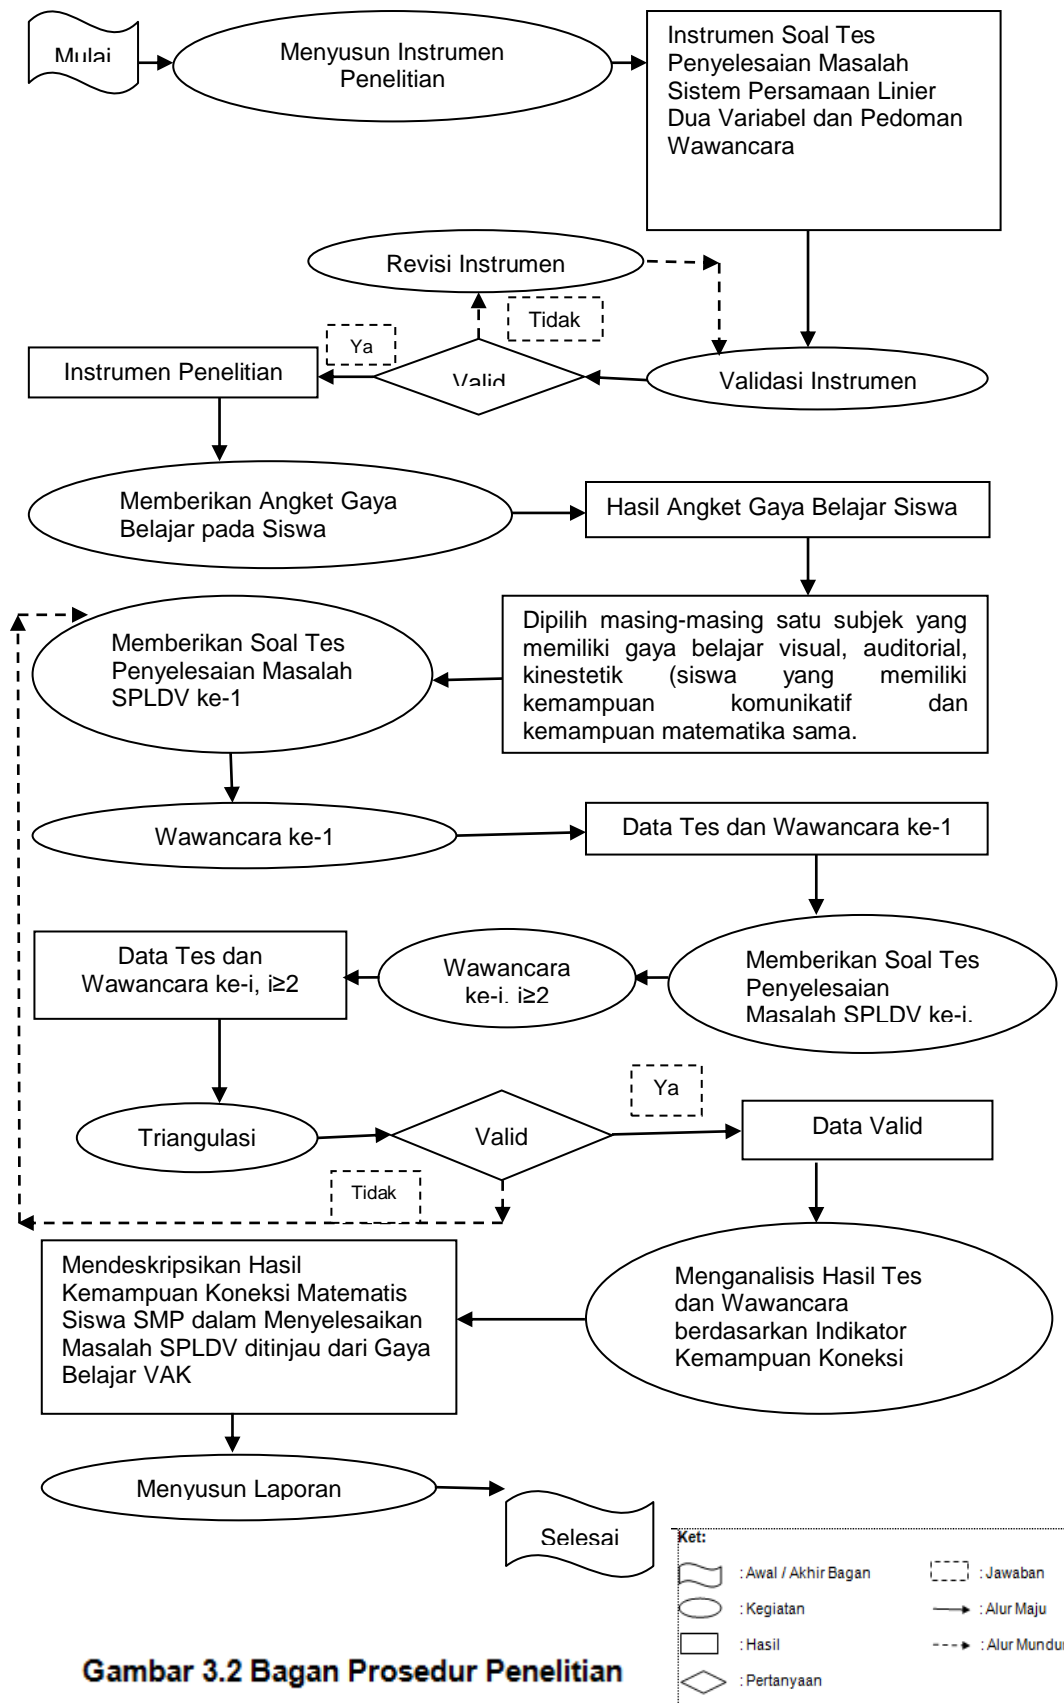 Mulai
Menyusun Instrumen
Penelitian
Instrumen Soal Tes
Penyelesaian Masalah
Sistem Persamaan Linier
Dua Variabel dan Pedoman
Wawancara
Revisi Instrumen
Tidak
Ya
Instrumen Penelitian
Valid
Validasi Instrumen
Memberikan Angket Gaya
Belajar pada Siswa
Hasil Angket Gaya Belajar Siswa
Memberikan Soal Tes
Penyelesaian Masalah
SPLDV ke-1
Dipilih masing-masing satu subjek yang
memiliki gaya belajar visual, auditorial,
kinestetik (siswa yang memiliki
kemampuan komunikatif dan
kemampuan matematika sama.
Wawancara ke-1
Data Tes dan Wawancara ke-1
Data Tes dan
Wawancara ke-i, i≥2
Wawancara
ke-i, i≥2
Memberikan Soal Tes
Penyelesaian
Masalah SPLDV ke-i,
Triangulasi
Valid
Ya
Data Valid
Tidak
Mendeskripsikan Hasil
Kemampuan Koneksi Matematis
Siswa SMP dalam Menyelesaikan
Masalah SPLDV ditinjau dari Gaya
Belajar VAK
Menganalisis Hasil Tes
dan Wawancara
berdasarkan Indikator
Kemampuan Koneksi
Menyusun Laporan
Selesai
Ket:
: Awal / Akhir Bagan
: Jawaban
: Kegiatan
: Alur Maju
: Hasil
: Alur Mundur
: Pertanyaan
Gambar 3.2 Bagan Prosedur Penelitian